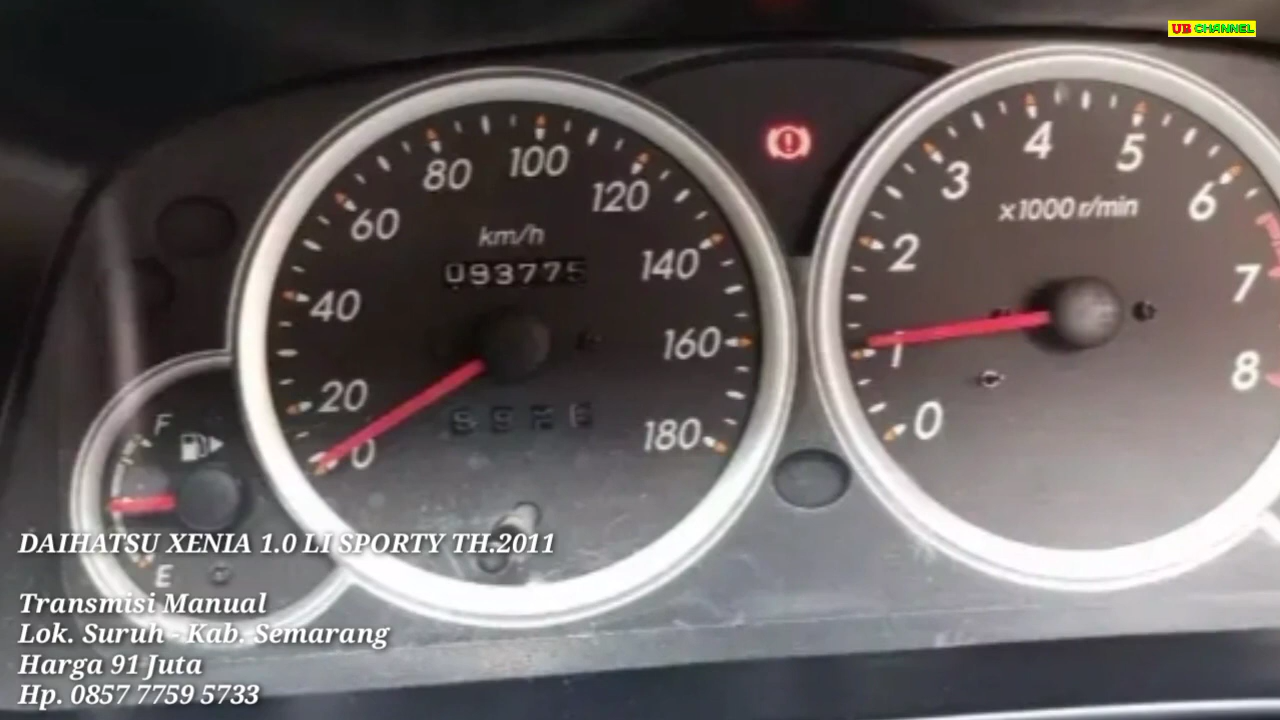 UB CHANNEL
80
100
120
60
km/h
140
093775
40
160
20
180
0
F
E
3
4
5
6
x1000 r/min
2
7
1
8
0
DAIHATSU XENIA 1.0 LI SPORTY TH.2011
Transmisi Manual
Lok. Suruh - Kab. Semarang
Harga 91 Juta
Hp. 0857 7759 5733